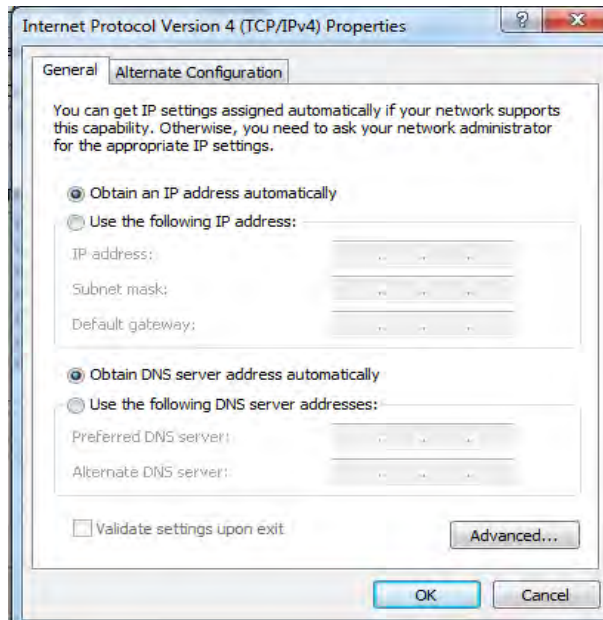 Internet Protocol Version 4 (TCP/IPv4) Properties
General
Alternate Configuration
You can get IP settings assigned automatically if your network supports
this capability. Otherwise, you need to ask your network administrator
for the appropriate IP settings.
Obtain an IP address automatically
Use the following IP address:
IP address:
Subnet mask:
Default gateway:
Obtain DNS server address automatically
Use the following DNS server addresses:
Preferred DNS server:
Alternate DNS server:
Validate settings upon exit
Advanced...
OK
Cancel